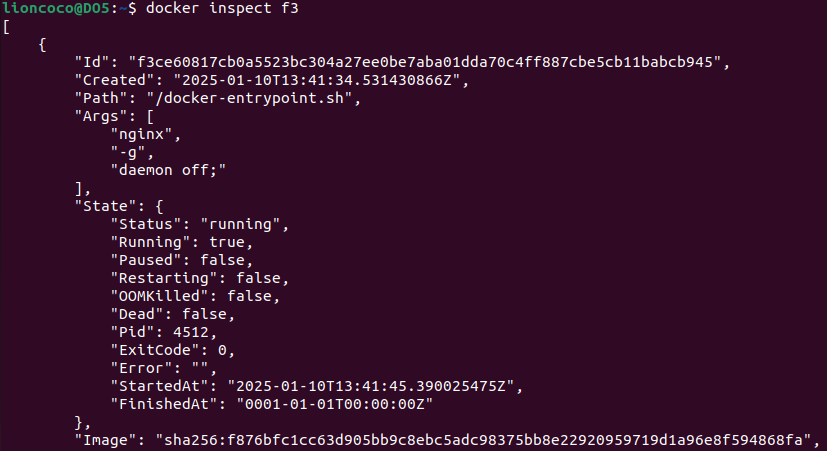 lioncoco@DO5:~$ docker inspect f3
[
    {
        "Id": "f3ce60817cb0a5523bc304a27ee0be7aba01dda70c4ff887cbe5cb11babcb945",
        "Created": "2025-01-10T13:41:34.531430866Z",
        "Path": "/docker-entrypoint.sh",
        "Args": [
            "nginx",
            "-g",
            "daemon off;"
        ],
        "State": {
            "Status": "running",
            "Running": true,
            "Paused": false,
            "Restarting": false,
            "OOMKilled": false,
            "Dead": false,
            "Pid": 4512,
            "ExitCode": 0,
            "Error": "",
            "StartedAt": "2025-01-10T13:41:45.390025475Z",
            "FinishedAt": "0001-01-01T00:00:00Z"
        },
        "Image": "sha256:f876bfc1cc63d905bb9c8ebc5adc98375bb8e22920959719d1a96e8f594868fa",